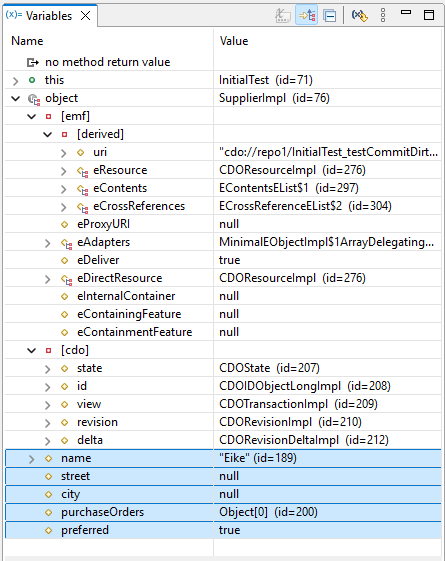 (x)= Variables
Name Value
no method return value
this InitialTest (id=71)
object SupplierImpl (id=76)
[emf]
[derived]
uri "cdo://repo1/InitialTest_testCommitDirt...
eResource CDOResourceImpl (id=276)
eContents EContentsEList$1 (id=297)
eCrossReferences ECrossReferenceEList$2 (id=304)
eProxyURI null
eAdapters MinimalEObjectImpl$1ArrayDelegating...
eDeliver true
eDirectResource CDOResourceImpl (id=276)
eInternalContainer null
eContainingFeature null
eContainmentFeature null
[cdo]
state CDOState (id=207)
id CDOIDObjectLongImpl (id=208)
view CDOTransactionImpl (id=209)
revision CDORevisionImpl (id=210)
delta CDORevisionDeltaImpl (id=212)
name "Eike" (id=189)
street null
city null
purchaseOrders Object[0] (id=200)
preferred true